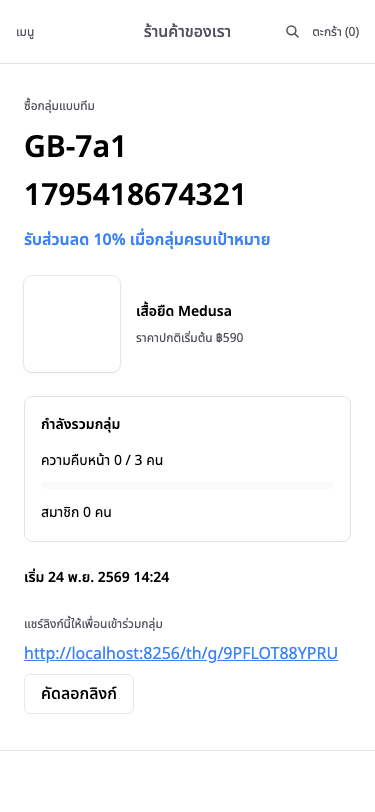 เมนู
ร้านค้าของเรา
ตะกร้า (0)
ซื้อกลุ่มแบบทีม
GB-7a1
1795418674321
รับส่วนลด 10% เมื่อกลุ่มครบเป้าหมาย
เสื้อยืด Medusa
ราคาปกติเริ่มต้น ฿590
กำลังรวมกลุ่ม
ความคืบหน้า 0 / 3 คน
สมาชิก 0 คน
เริ่ม 24 พ.ย. 2569 14:24
แชร์ลิงก์นี้ให้เพื่อนเข้าร่วมกลุ่ม
http://localhost:8256/th/g/9PFLOT88YPRU
คัดลอกลิงก์